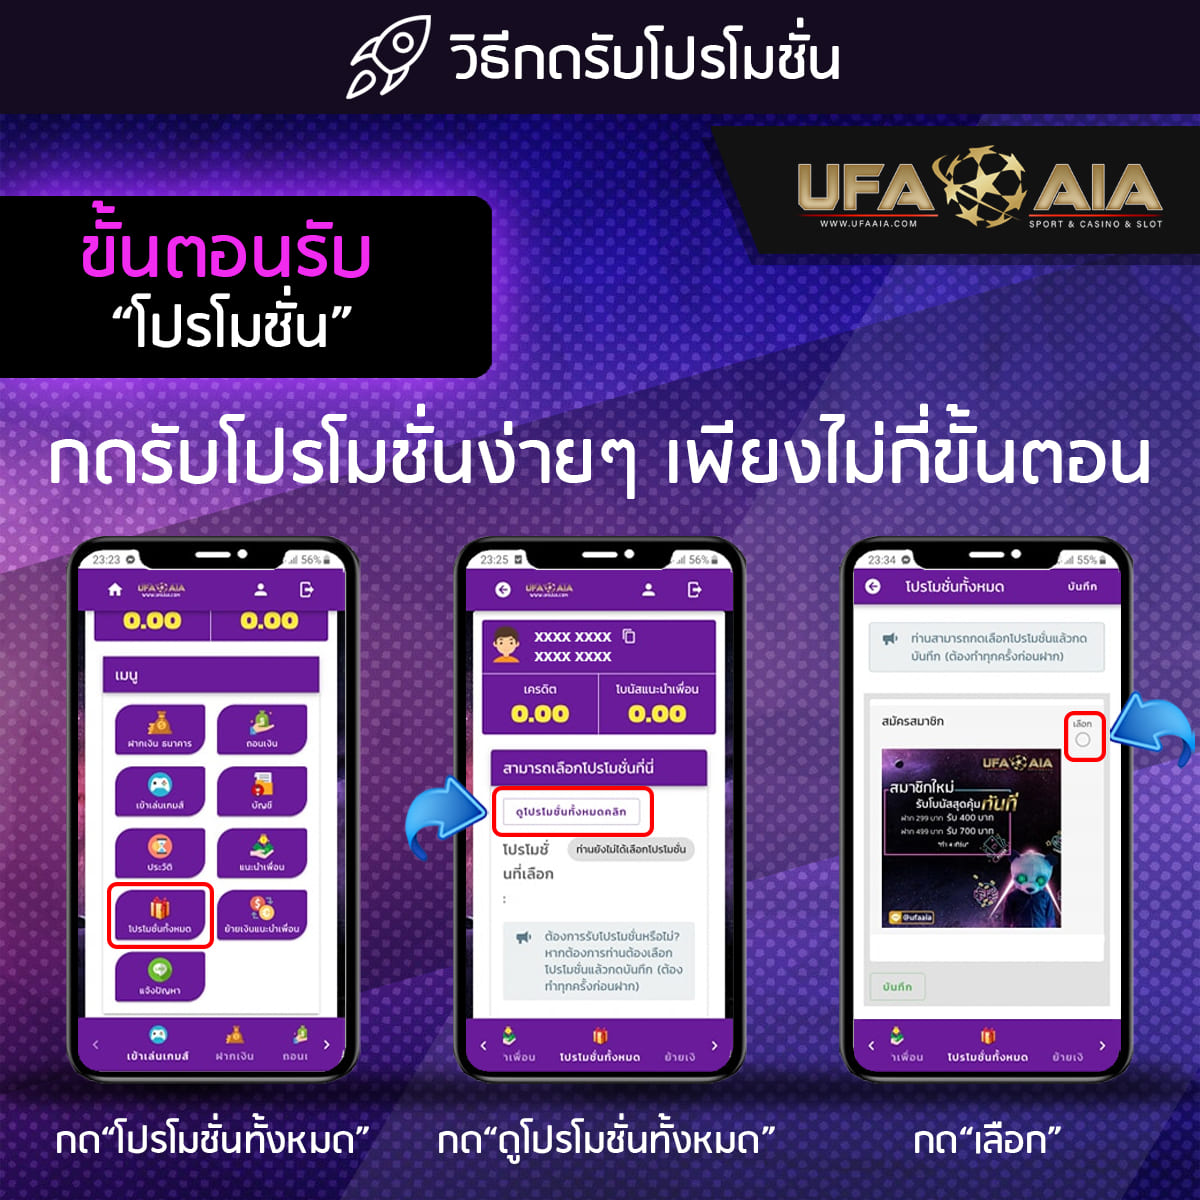 วิธีกดรับโปรโมชั่น
UFA AIA
WWW.UFAAIA.COM
SPORT & CASINO & SLOT
ขั้นตอนรับ
“โปรโมชั่น”
กดรับโปรโมชั่นง่ายๆ เพียงไม่กี่ขั้นตอน
23:23
56%
UFA AIA
0.00
0.00
เมนู
ฝากเงิน ธนาคาร
ถอนเงิน
เข้าเล่นเกมส์
บัญชี
ประวัติ
แนะนำเพื่อน
โปรโมชั่นทั้งหมด
ย้ายเงินแนะนำเพื่อน
แจ้งปัญหา
เข้าเล่นเกมส์
ฝากเงิน
ถอนเ
กด“โปรโมชั่นทั้งหมด”
23:25
56%
UFA AIA
XXXX XXXX
XXXX XXXX
เครดิต
โบนัสแนะนำเพื่อน
0.00
0.00
สามารถเลือกโปรโมชั่นที่นี่
ดูโปรโมชั่นทั้งหมดคลิก
โปรโมชั่
นที่เลือก
:
ท่านยังไม่ได้เลือกโปรโมชั่น
ต้องการรับโปรโมชั่นหรือไม่?
หากต้องการท่านต้องเลือก
โปรโมชั่นแล้วกดบันทึก (ต้อง
ทำทุกครั้งก่อนฝาก)
าเพื่อน
โปรโมชั่นทั้งหมด
ย้ายเงิ
กด“ดูโปรโมชั่นทั้งหมด”
23:34
55%
โปรโมชั่นทั้งหมด
บันทึก
ท่านสามารถกดเลือกโปรโมชั่นแล้วกด
บันทึก (ต้องทำทุกครั้งก่อนฝาก)
สมัครสมาชิก
เลือก
UFA AIA
สมาชิกใหม่
รับโบนัสสุดคุ้มทันที
ฝาก 299 บาท รับ 400 บาท
ฝาก 499 บาท รับ 700 บาท
"ทำ 4 เทิร์น"
@ufaaia
บันทึก
าเพื่อน
โปรโมชั่นทั้งหมด
ย้ายเงิ
กด“เลือก”